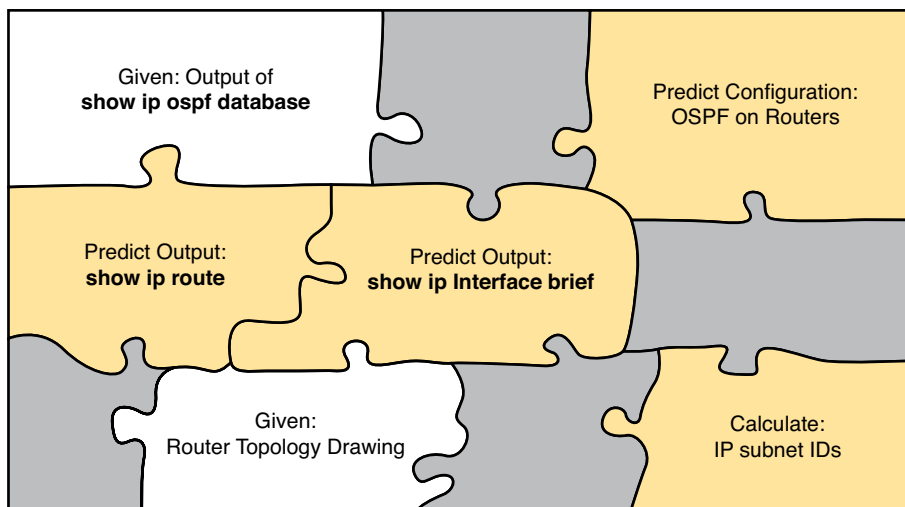 Given: Output of
show ip ospf database
Predict Configuration:
OSPF on Routers
Predict Output:
show ip route
Predict Output:
show ip Interface brief
Given:
Router Topology Drawing
Calculate:
IP subnet IDs